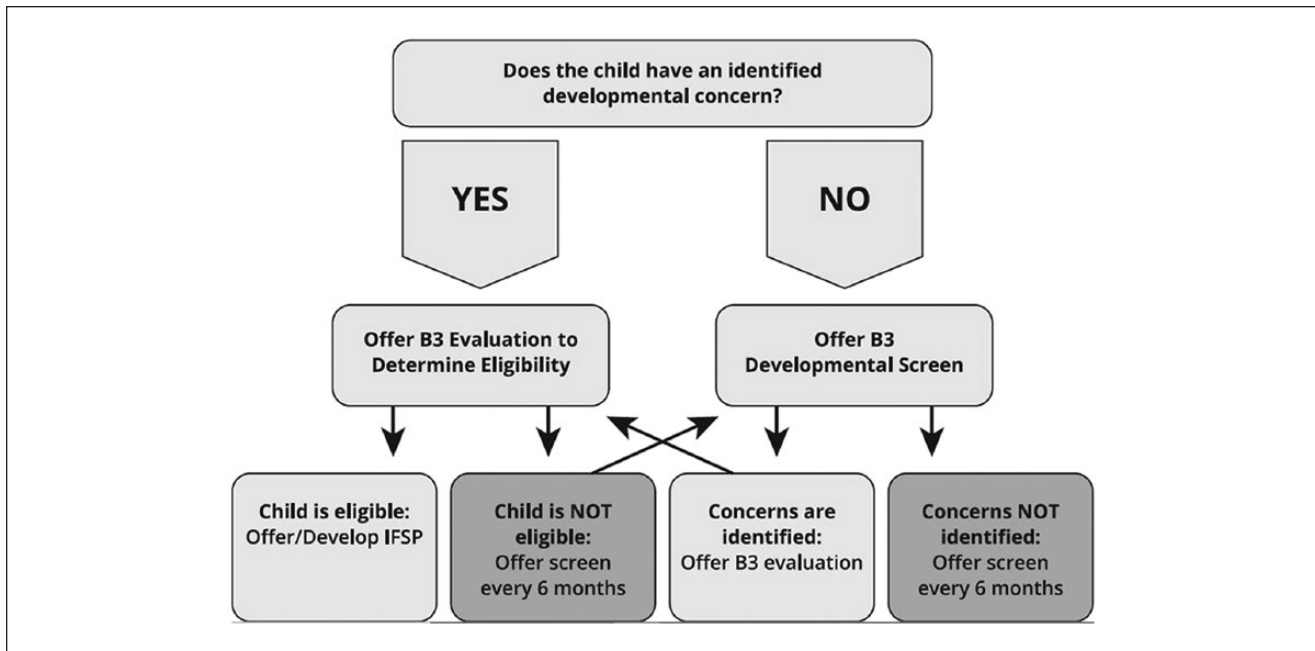 Does the child have an identified
developmental concern?
YES
NO
Offer B3 Evaluation to
Determine Eligibility
Offer B3
Developmental Screen
Child is eligible:
Offer/Develop IFSP
Child is NOT
eligible:
Offer screen
every 6 months
Concerns are
identified:
Offer B3 evaluation
Concerns NOT
identified:
Offer screen
every 6 months